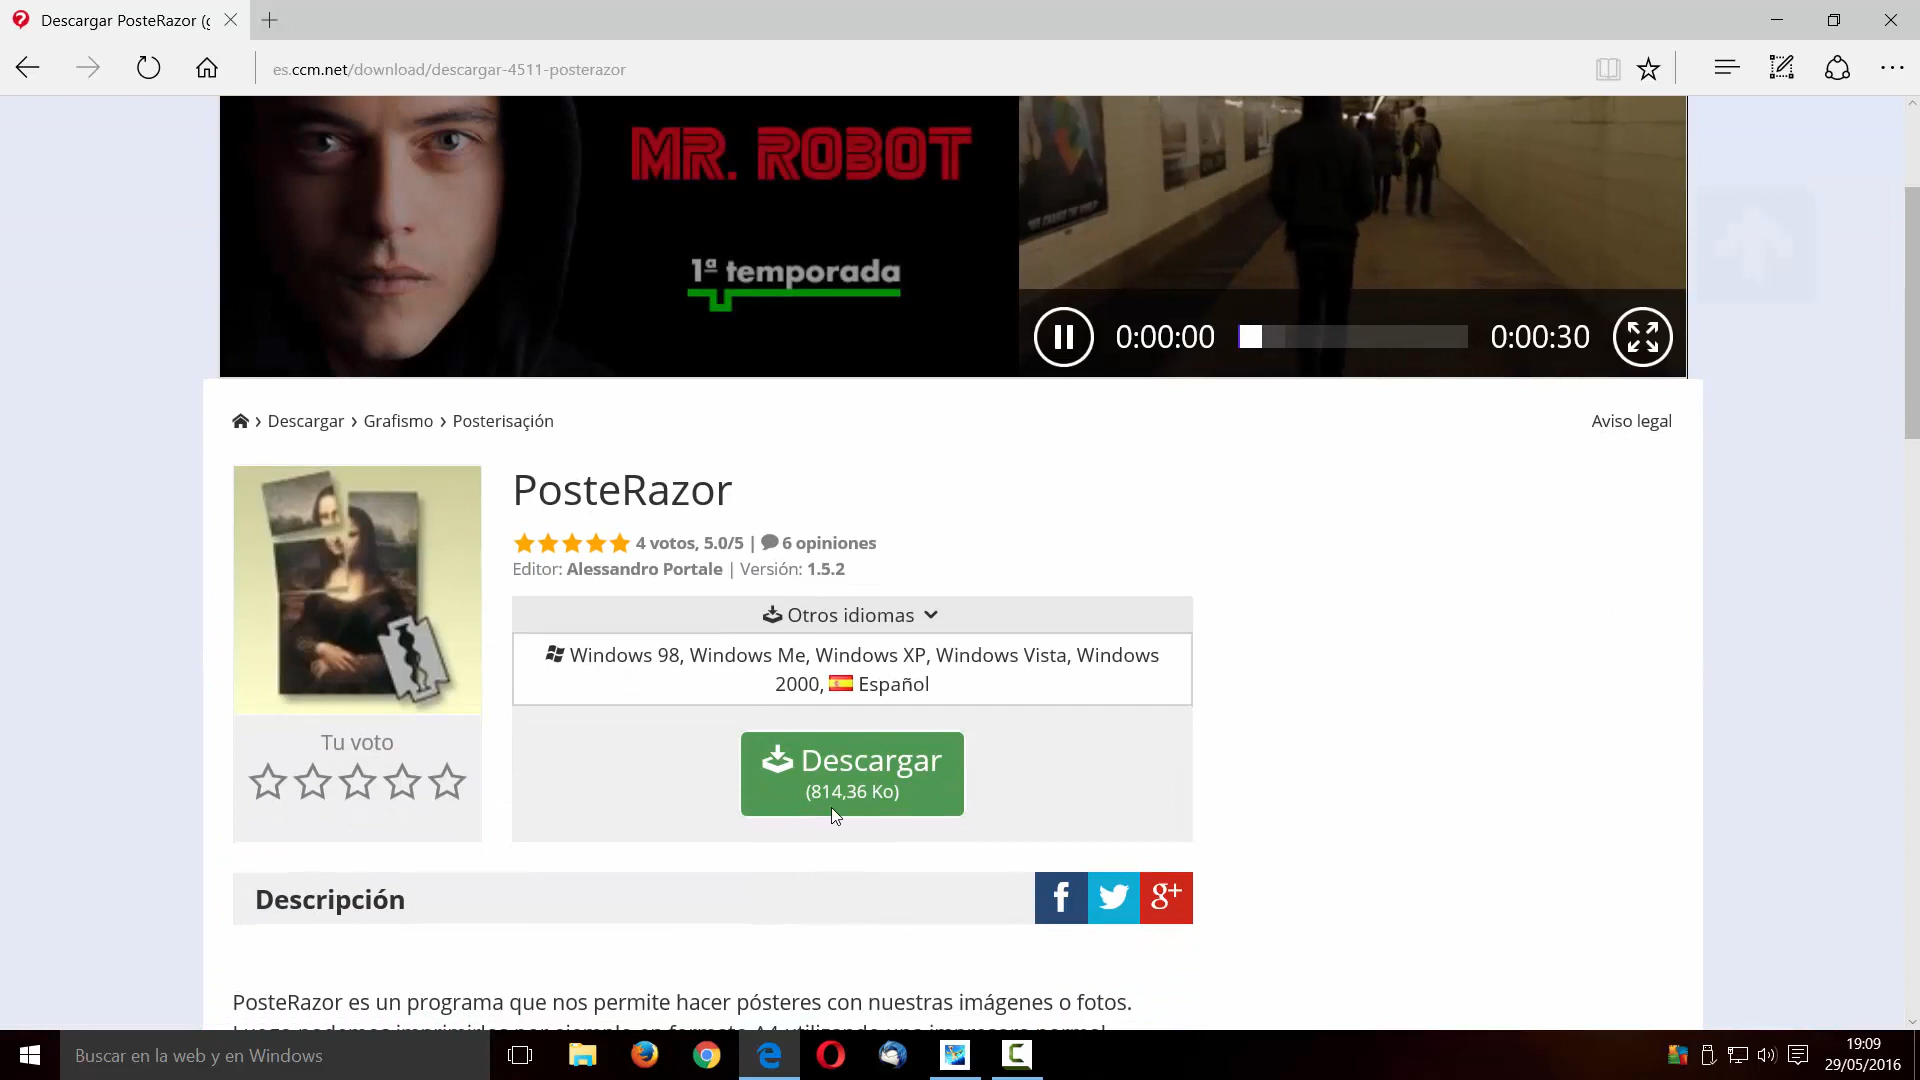 Descargar PosteRazor (g
es.ccm.net/download/descargar-4511-posterazor
MR. ROBOT
1ª temporada
0:00:00
0:00:30
› Descargar › Grafismo › Posterisaçión
Aviso legal
PosteRazor
4 votos, 5.0/5 | 6 opiniones
Editor: Alessandro Portale | Versión: 1.5.2
Otros idiomas
Windows 98, Windows Me, Windows XP, Windows Vista, Windows
2000, Español
Tu voto
Descargar
(814,36 Ko)
Descripción
f
g+
PosteRazor es un programa que nos permite hacer pósteres con nuestras imágenes o fotos.
Buscar en la web y en Windows
19:09
29/05/2016